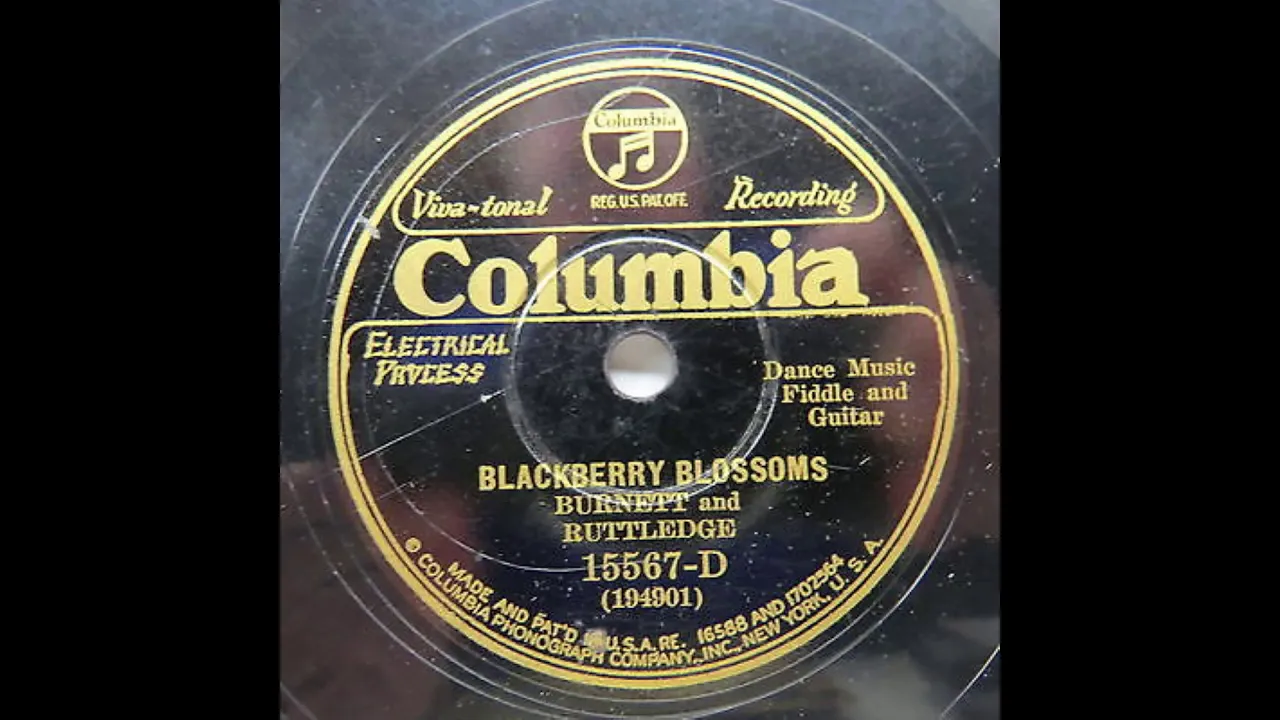 Columbia
REG. U.S. PAT. OFF.
Viva-tonal Recording
Columbia
ELECTRICAL
PROCESS
Dance Music
Fiddle and
Guitar
BLACKBERRY BLOSSOMS
BURNETT and
RUTTLEDGE
15567-D
(194901)
MADE AND PAT'D U.S.A. RE. 16588 AND 1702564
COLUMBIA PHONOGRAPH COMPANY, INC., NEW YORK, U.S.A.